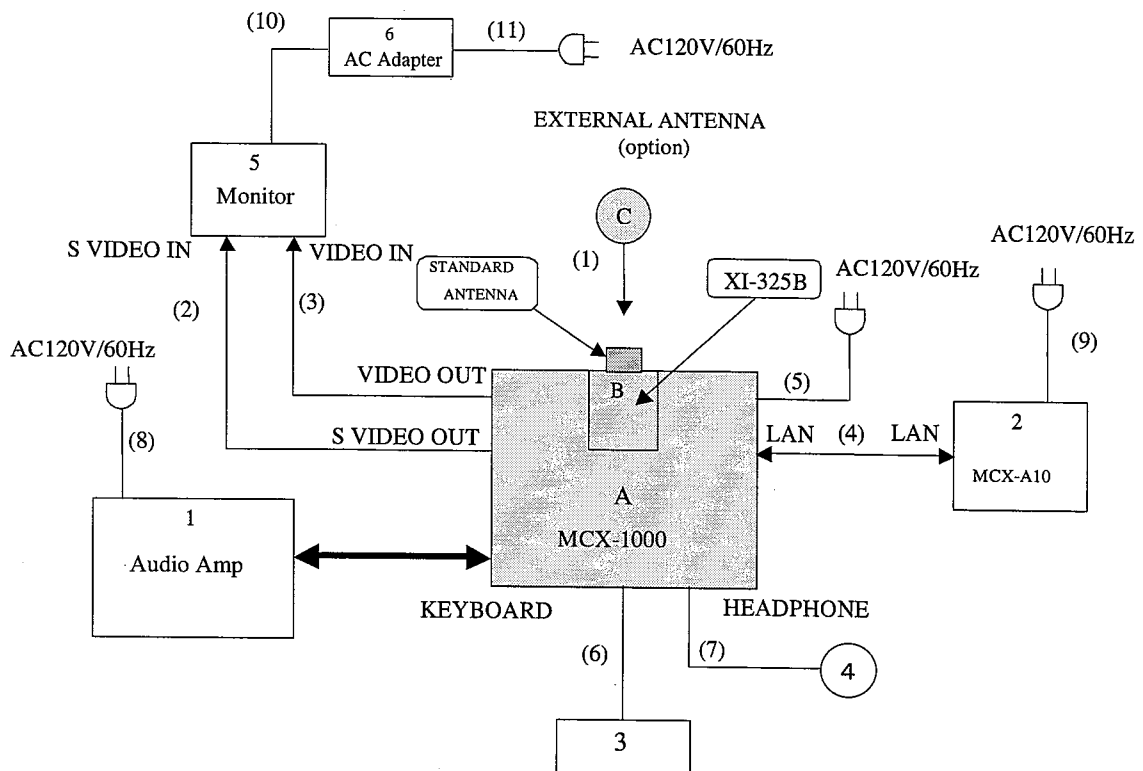 (10)
6
AC Adapter
(11)
AC120V/60Hz
EXTERNAL ANTENNA
(option)
5
Monitor
C
S VIDEO IN
VIDEO IN
(1)
STANDARD
ANTENNA
XI-325B
AC120V/60Hz
AC120V/60Hz
(2)
(3)
(9)
AC120V/60Hz
VIDEO OUT
B
(5)
(8)
S VIDEO OUT
LAN
(4)
LAN
2
MCX-A10
A
MCX-1000
1
Audio Amp
KEYBOARD
HEADPHONE
(6)
(7)
4
3